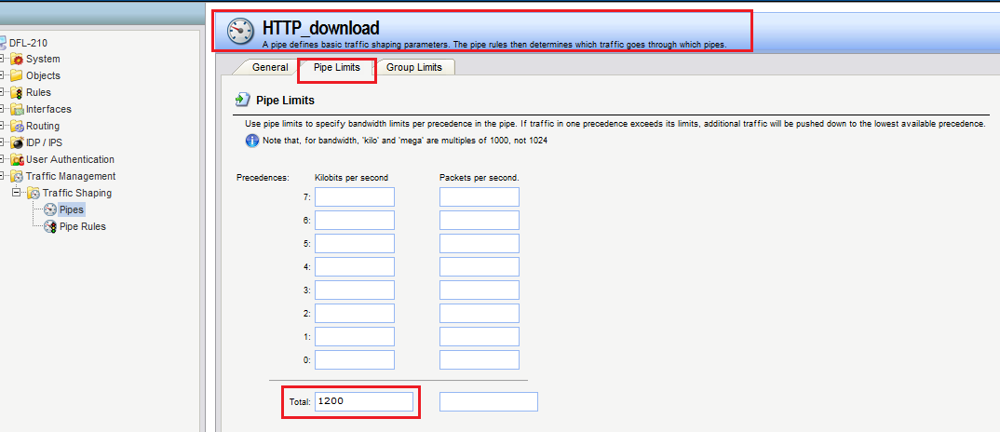 DFL-210
System
Objects
Rules
Interfaces
Routing
IDP / IPS
User Authentication
Traffic Management
Traffic Shaping
Pipes
Pipe Rules
HTTP_download
A pipe defines basic traffic shaping parameters. The pipe rules then determines which traffic goes through which pipes.
General Pipe Limits Group Limits
Pipe Limits
Use pipe limits to specify bandwidth limits per precedence in the pipe. If traffic in one precedence exceeds its limits, additional traffic will be pushed down to the lowest available precedence.
Note that, for bandwidth, 'kilo' and 'mega' are multiples of 1000, not 1024
Precedences: Kilobits per second Packets per second.
7:
6:
5:
4:
3:
2:
1:
0:
Total: 1200